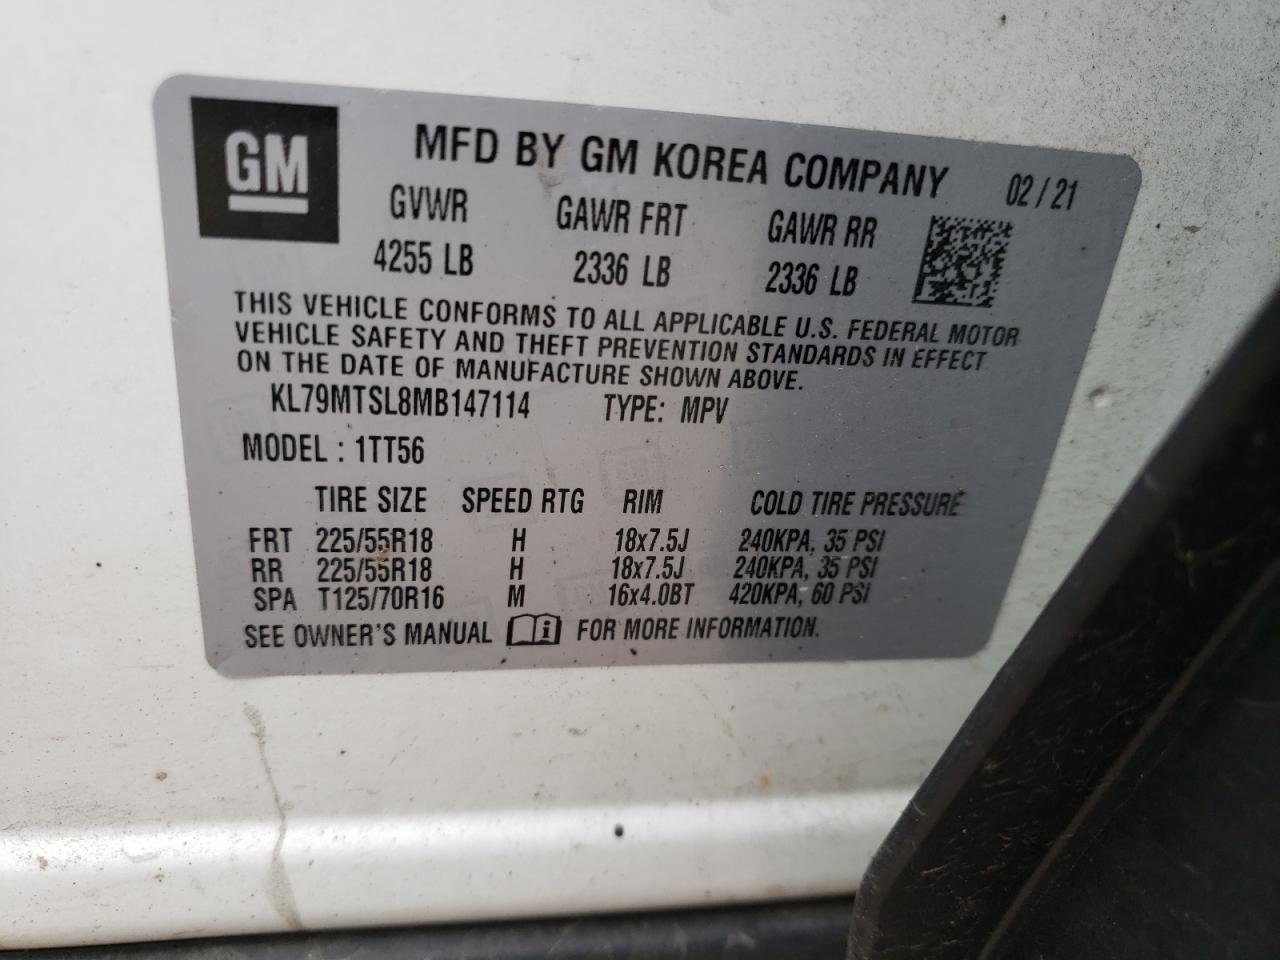 GM
MFD BY GM KOREA COMPANY 02/21
GVWR GAWR FRT GAWR RR
4255 LB 2336 LB 2336 LB
THIS VEHICLE CONFORMS TO ALL APPLICABLE U.S. FEDERAL MOTOR
VEHICLE SAFETY AND THEFT PREVENTION STANDARDS IN EFFECT
ON THE DATE OF MANUFACTURE SHOWN ABOVE.
KL79MTSL8MB147114 TYPE: MPV
MODEL : 1TT56
TIRE SIZE SPEED RTG RIM COLD TIRE PRESSURE
FRT 225/55R18 H 18x7.5J 240KPA, 35 PSI
RR 225/55R18 H 18x7.5J 240KPA, 35 PSI
SPA T125/70R16 M 16x4.0BT 420KPA, 60 PSI
SEE OWNER'S MANUAL FOR MORE INFORMATION.